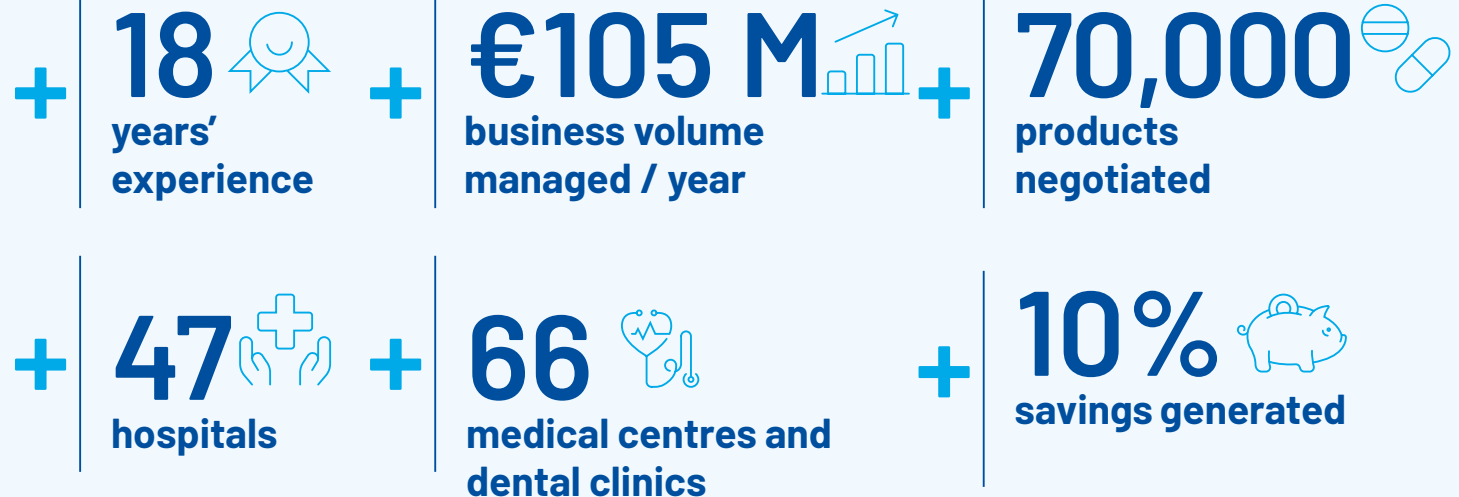 + 18
years’
experience
+ €105 M
business volume
managed / year
+ 70,000
products
negotiated
+ 47
hospitals
+ 66
medical centres and
dental clinics
+ 10%
savings generated